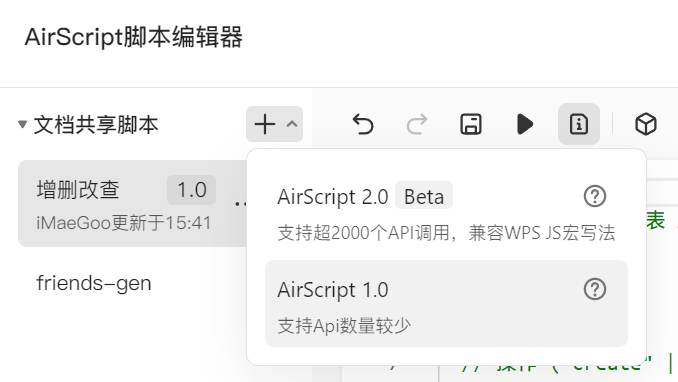 AirScript脚本编辑器
文档共享脚本
增删改查 1.0
iMaeGoo更新于15:41
friends-gen
AirScript 2.0 Beta
支持超2000个API调用，兼容WPS JS宏写法
AirScript 1.0
支持Api数量较少
表
// 操作 ("create" |